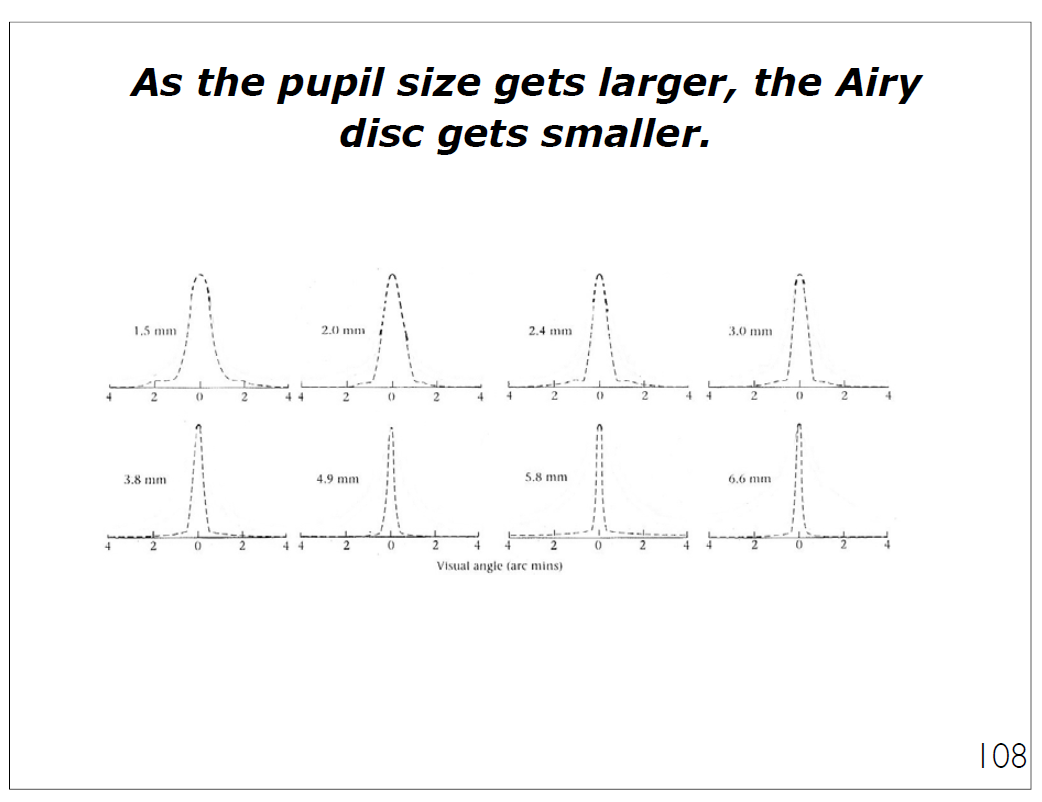 As the pupil size gets larger, the Airy
disc gets smaller.
1.5 mm 2.0 mm 2.4 mm 3.0 mm
4 2 0 2 4 4 2 0 2 4 4 2 0 2 4 4 2 0 2 4
3.8 mm 4.9 mm 5.8 mm 6.6 mm
4 2 0 2 4 4 2 0 2 4 4 2 0 2 4 4 2 0 2 4
Visual angle (arc mins)
108